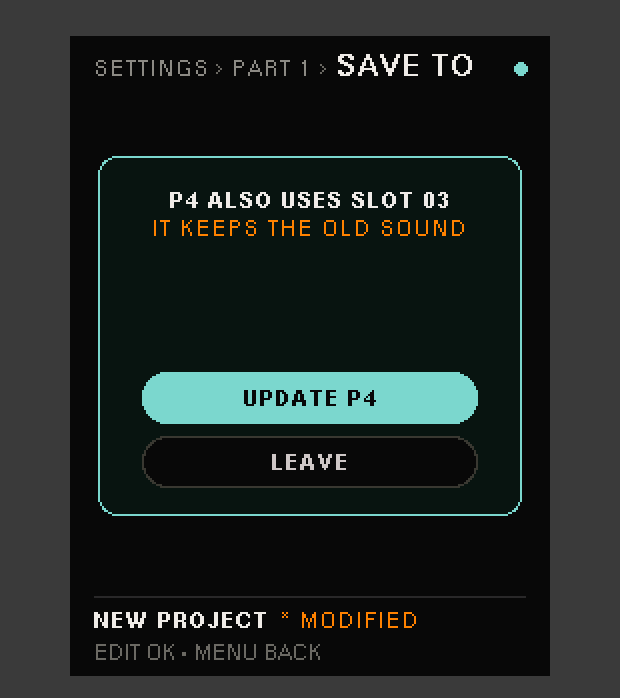 SETTINGS › PART 1 › SAVE TO
P4 ALSO USES SLOT 03
IT KEEPS THE OLD SOUND
UPDATE P4
LEAVE
NEW PROJECT * MODIFIED
EDIT OK • MENU BACK